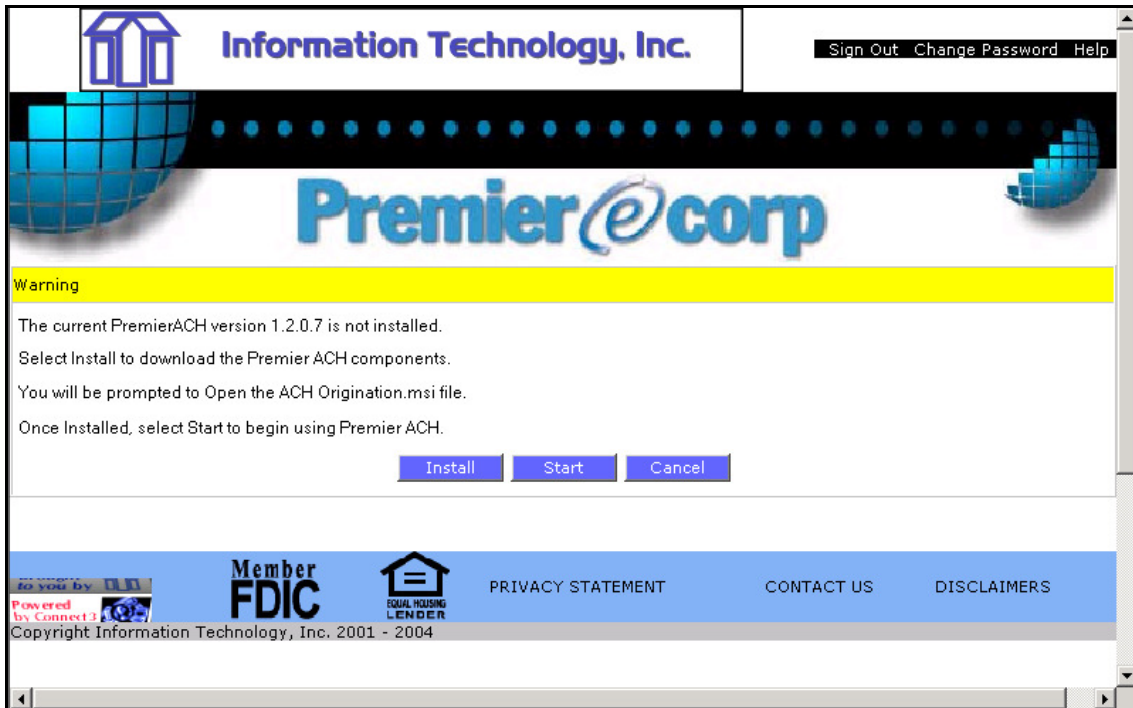 Information Technology, Inc.
Sign Out Change Password Help
Premier e corp
Warning
The current PremierACH version 1.2.0.7 is not installed.
Select Install to download the Premier ACH components.
You will be prompted to Open the ACH Origination.msi file.
Once Installed, select Start to begin using Premier ACH.
Install Start Cancel
to you by
Powered
by Connect3
Member
FDIC
EQUAL HOUSING
LENDER
PRIVACY STATEMENT CONTACT US DISCLAIMERS
Copyright Information Technology, Inc. 2001 - 2004